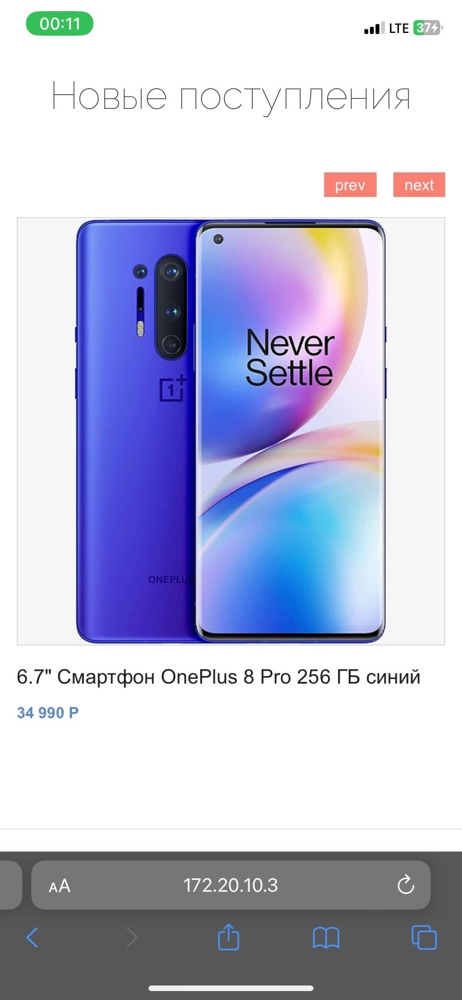 00:11
LTE 37
Новые поступления
prev next
Never
Settle
1+
ONEPLU
6.7" Смартфон OnePlus 8 Pro 256 ГБ синий
34 990 Р
AA 172.20.10.3